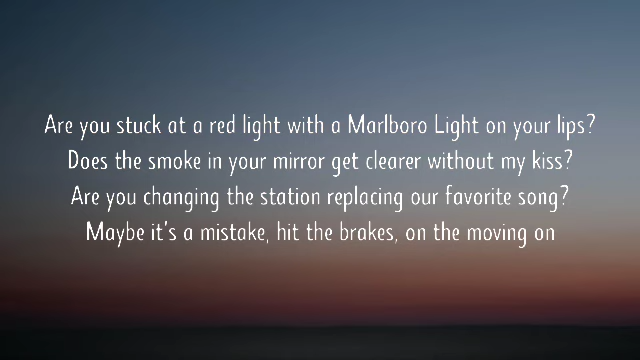 Are you stuck at a red light with a Marlboro Light on your lips?
Does the smoke in your mirror get clearer without my kiss?
Are you changing the station replacing our favorite song?
Maybe it's a mistake, hit the brakes, on the moving on